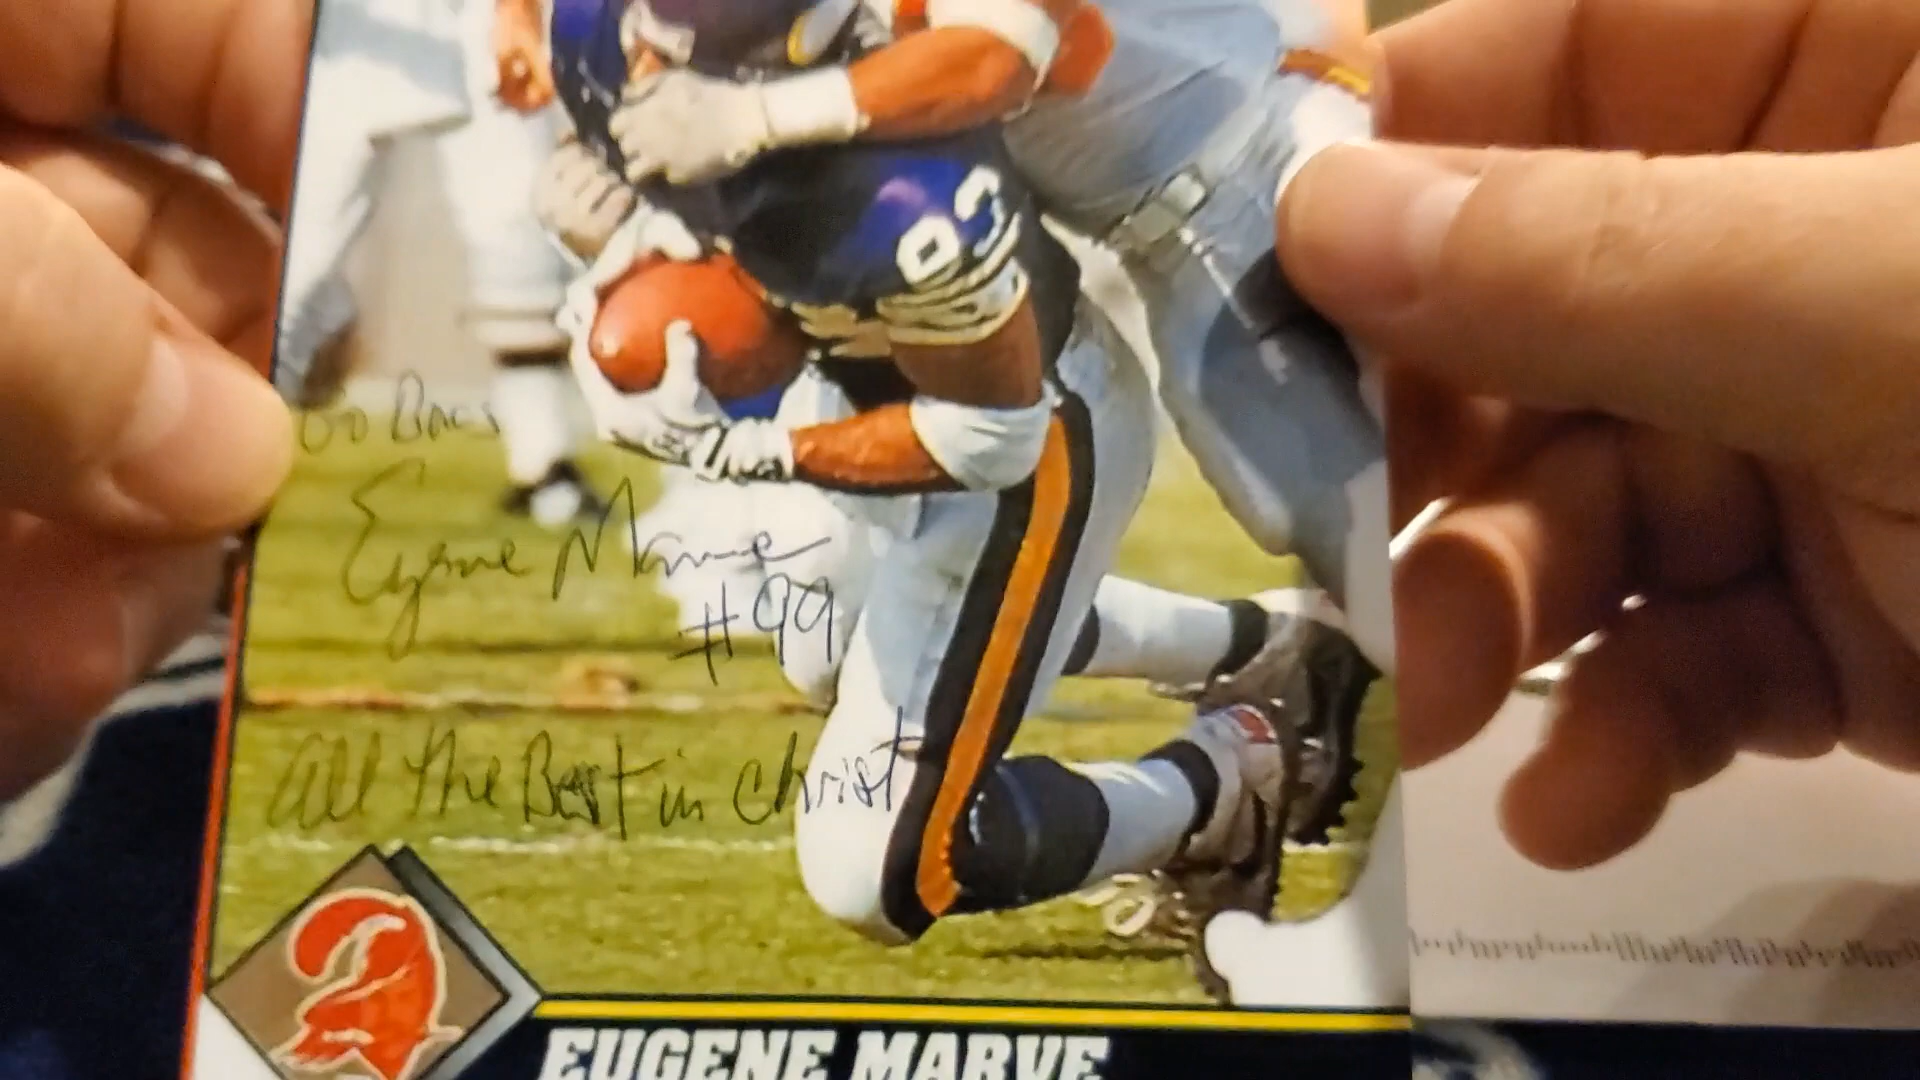 Go Bucs
Eugene Marve
#99
All The Best in Christ
EUGENE MARVE